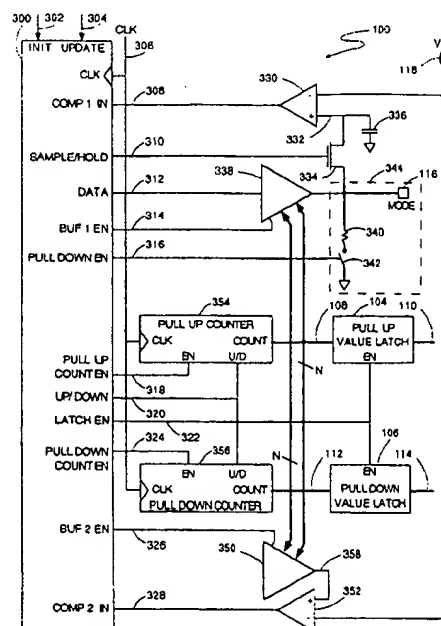 300
302
304
CLK
INIT UPDATE
306
100
V
118
CLK
330
COMP 1 IN
308
332
336
SAMPLE/HOLD
310
334
344
116
338
DATA
312
MODE
BUF 1 EN
314
340
PULL DOWN EN
316
342
354
108
104
110
PULL UP COUNTER
CLK COUNT
EN U/D
PULL UP
VALUE LATCH
EN
N
PULL UP
COUNT EN
318
UP/DOWN
320
LATCH EN
322
PULL DOWN
COUNT EN
324
356
N
112
106
114
EN U/D
CLK COUNT
PULL DOWN COUNTER
EN
PULL DOWN
VALUE LATCH
BUF 2 EN
326
350
358
352
COMP 2 IN
328